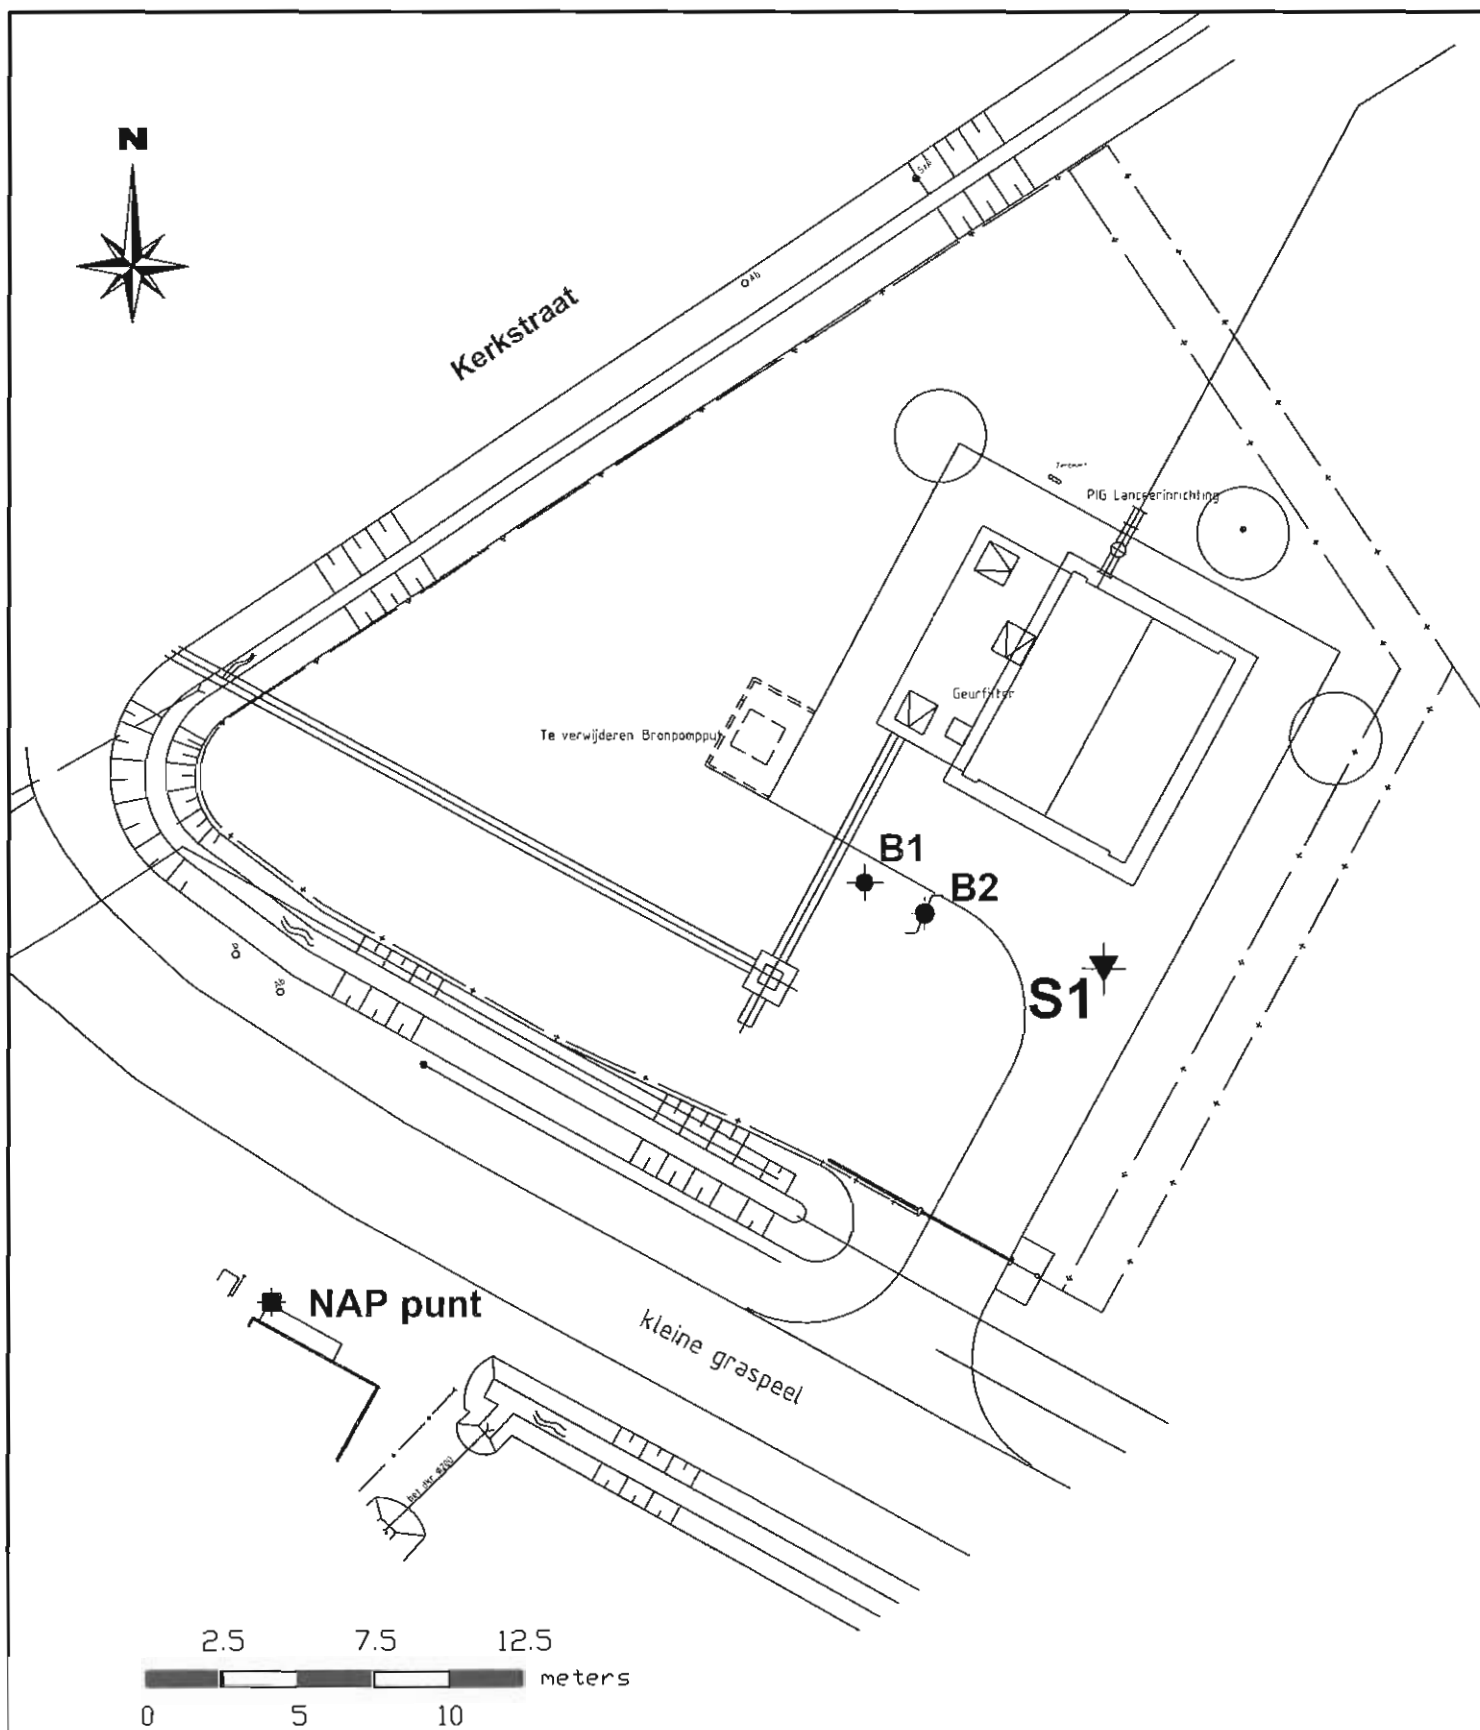 N
Kerkstraat
PIG Lanceerinrichting
Geurfilter
Te verwijderen Bronpompput
B1
B2
S1
NAP punt
kleine graspeel
2.5 7.5 12.5
meters
0 5 10